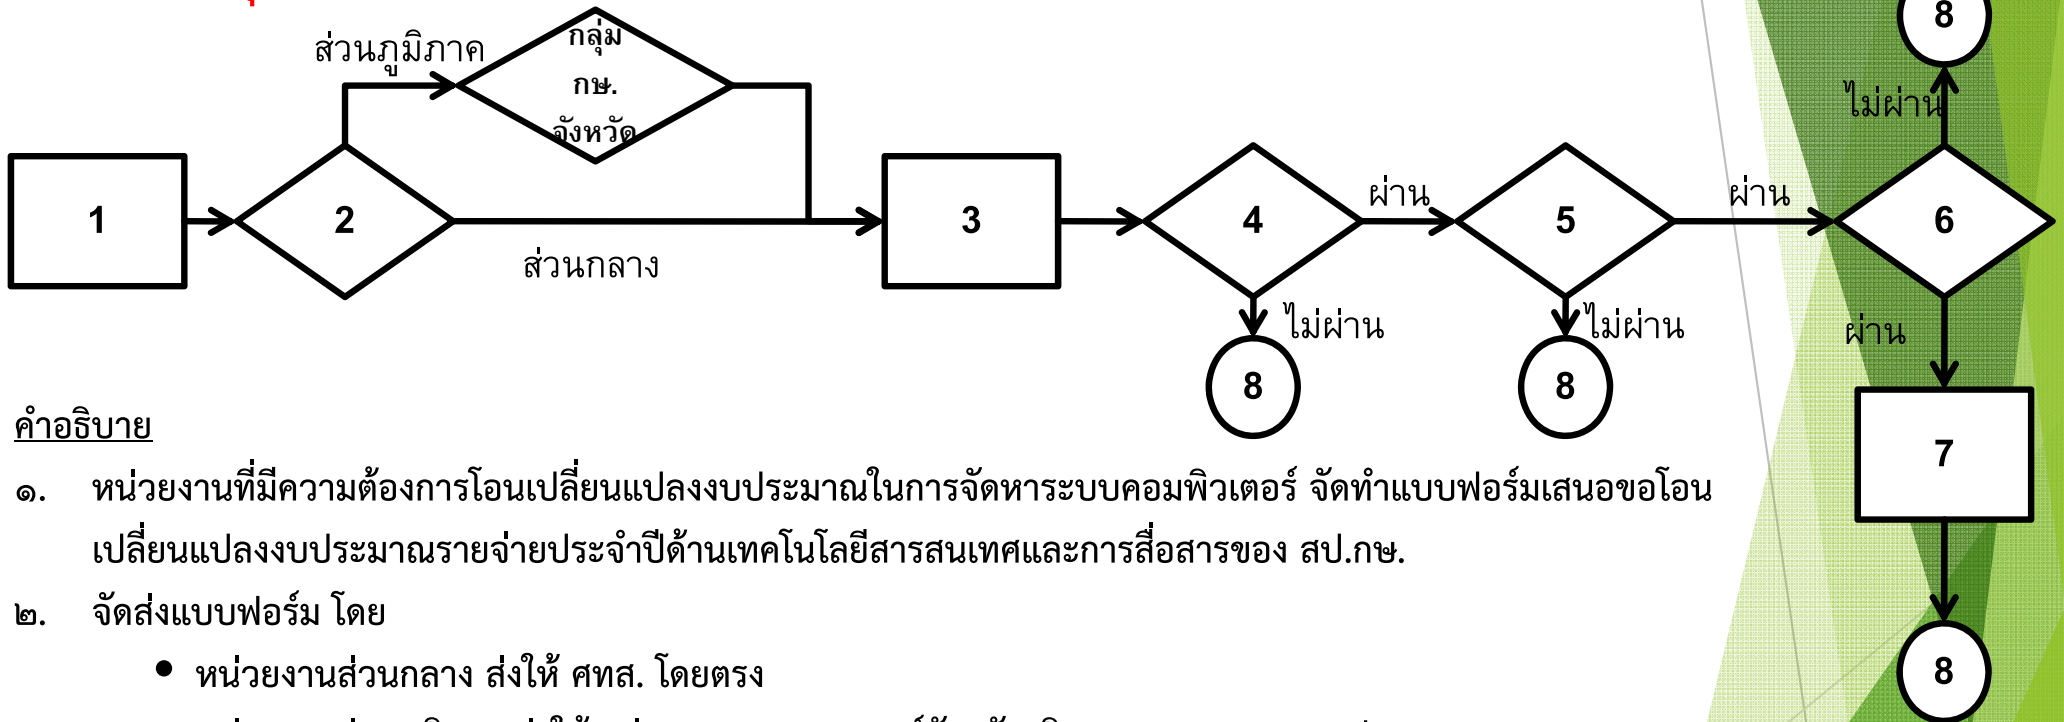 8
ส่วนภูมิภาค
กลุ่ม
กษ.
จังหวัด
ไม่ผ่าน
1
2
3
4
ผ่าน
5
ผ่าน
6
ส่วนกลาง
ไม่ผ่าน
ไม่ผ่าน
ผ่าน
8
8
คำอธิบาย
7
๑. หน่วยงานที่มีความต้องการโอนเปลี่ยนแปลงงบประมาณในการจัดหาระบบคอมพิวเตอร์ จัดทำแบบฟอร์มเสนอขอโอน
เปลี่ยนแปลงงบประมาณรายจ่ายประจำปีด้านเทคโนโลยีสารสนเทศและการสื่อสารของ สป.กษ.
๒. จัดส่งแบบฟอร์ม โดย
• หน่วยงานส่วนกลาง ส่งให้ ศทส. โดยตรง
8